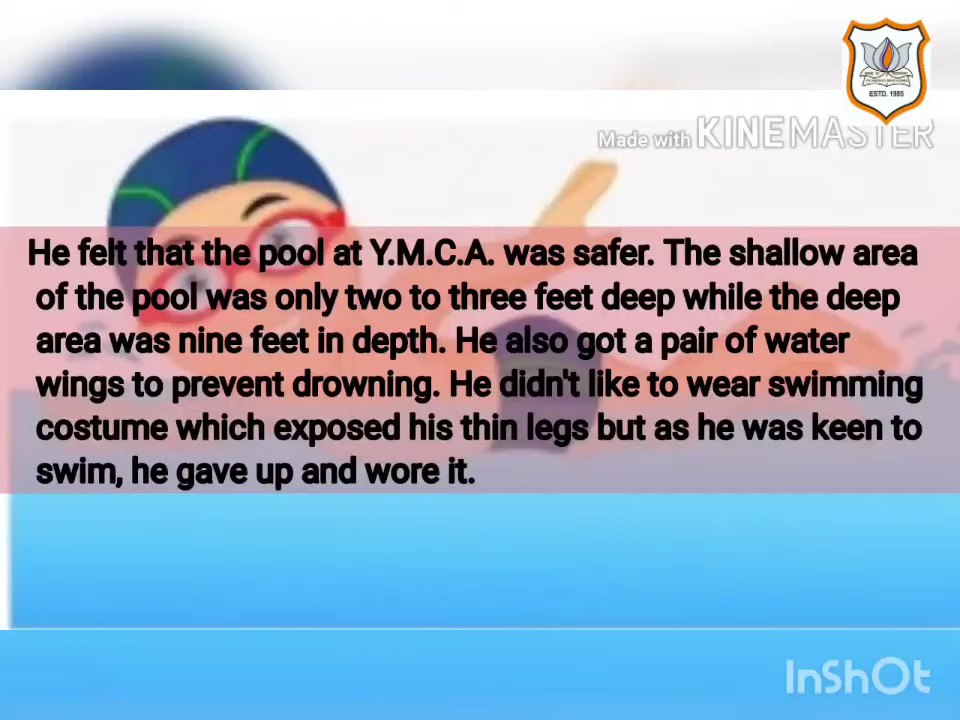 ESTD. 1985
Made with KINEMASTER
He felt that the pool at Y.M.C.A. was safer. The shallow area
of the pool was only two to three feet deep while the deep
area was nine feet in depth. He also got a pair of water
wings to prevent drowning. He didn't like to wear swimming
costume which exposed his thin legs but as he was keen to
swim, he gave up and wore it.
InShOt